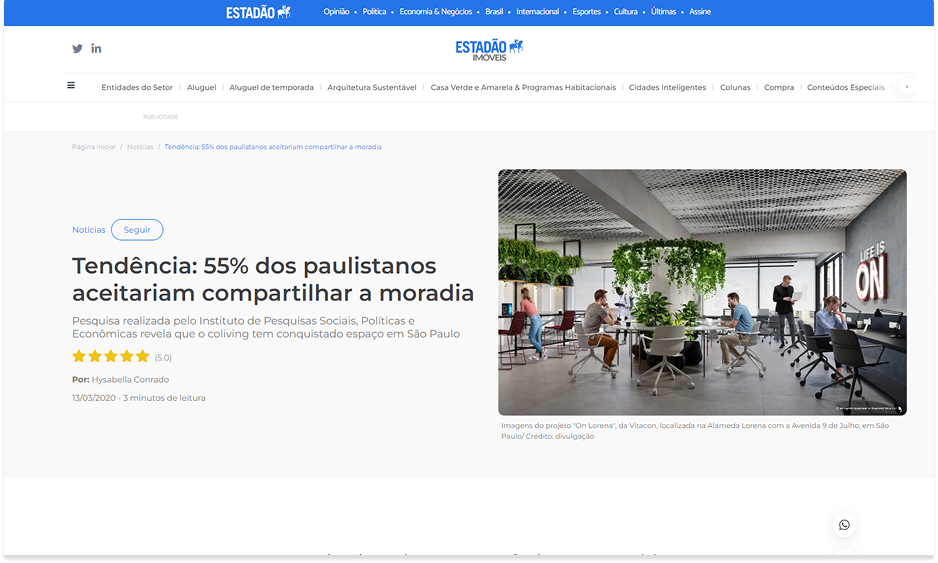 ESTADÃO
Opinião • Política • Economia & Negócios • Brasil • Internacional • Esportes • Cultura • Últimas • Assine
ESTADÃO
IMÓVEIS
Entidades do Setor | Aluguel | Aluguel de temporada | Arquitetura Sustentável | Casa Verde e Amarela & Programas Habitacionais | Cidades Inteligentes | Colunas | Compra | Conteúdos Especiais
PUBLICIDADE
Página Inicial / Notícias / Tendência: 55% dos paulistanos aceitariam compartilhar a moradia
Notícias Seguir
Tendência: 55% dos paulistanos
aceitariam compartilhar a moradia
Pesquisa realizada pelo Instituto de Pesquisas Sociais, Políticas e
Econômicas revela que o coliving tem conquistado espaço em São Paulo
(5.0)
Por: Hysabella Conrado
13/03/2020 - 3 minutos de leitura
LIFE IS
ON
Imagens do projeto "On Lorena", da Vitacon, localizada na Alameda Lorena com a Avenida 9 de Julho, em São
Paulo/ Crédito: divulgação